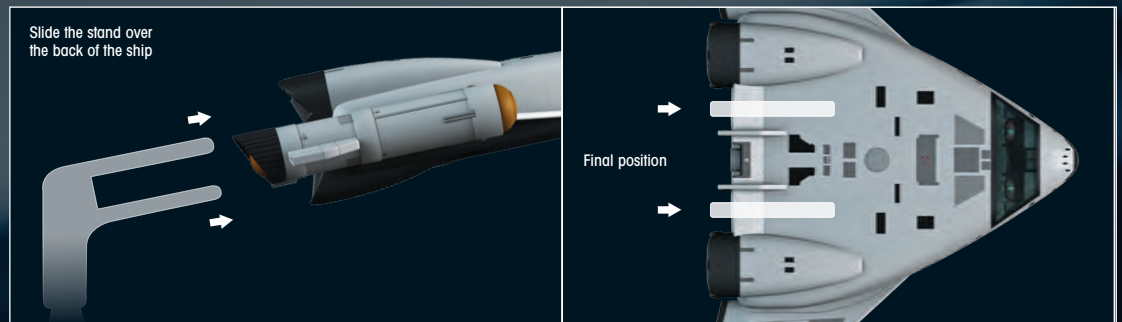 Slide the stand over
the back of the ship
Final position